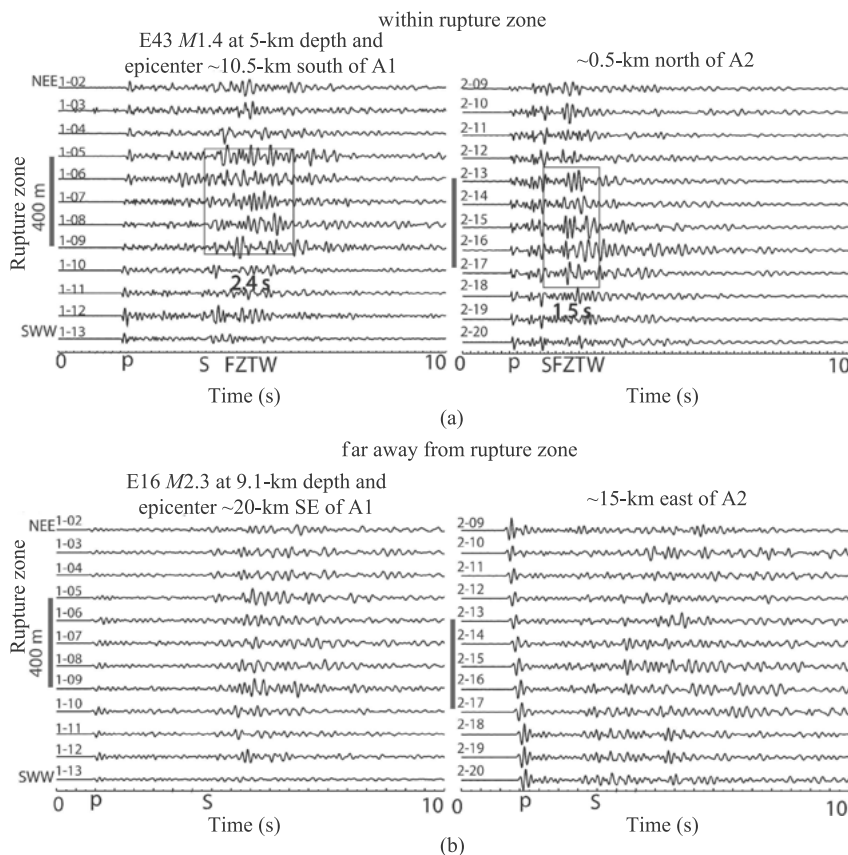 within rupture zone
E43 M1.4 at 5-km depth and
epicenter ~10.5-km south of A1
~0.5-km north of A2
NEE 1-02
1-03
1-04
1-05
1-06
1-07
1-08
1-09
1-10
1-11
1-12
SWW 1-13
Rupture zone
400 m
2.4 s
0 P S FZTW 10
Time (s)
2-09
2-10
2-11
2-12
2-13
2-14
2-15
2-16
2-17
2-18
2-19
2-20
1.5 s
0 P SFZTW 10
Time (s)
(a)
far away from rupture zone
E16 M2.3 at 9.1-km depth and
epicenter ~20-km SE of A1
~15-km east of A2
NEE 1-02
1-03
1-04
1-05
1-06
1-07
1-08
1-09
1-10
1-11
1-12
SWW 1-13
Rupture zone
400 m
0 P S 10
Time (s)
2-09
2-10
2-11
2-12
2-13
2-14
2-15
2-16
2-17
2-18
2-19
2-20
0 P S 10
Time (s)
(b)